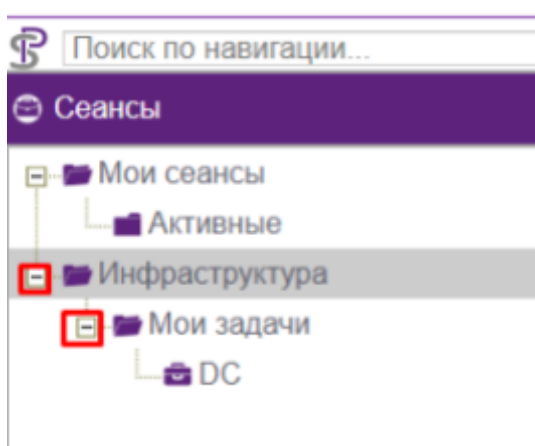 Поиск по навигации...
Сеансы
Мои сеансы
Активные
Инфраструктура
Мои задачи
DC